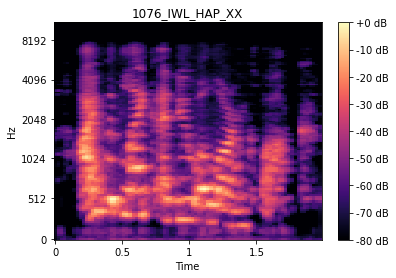 1076_IWL_HAP_XX
+0 dB
8192
-10 dB
4096
-20 dB
-30 dB
2048
Hz
-40 dB
1024
-50 dB
512
-60 dB
-70 dB
0
-80 dB
0
0.5
1
1.5
Time